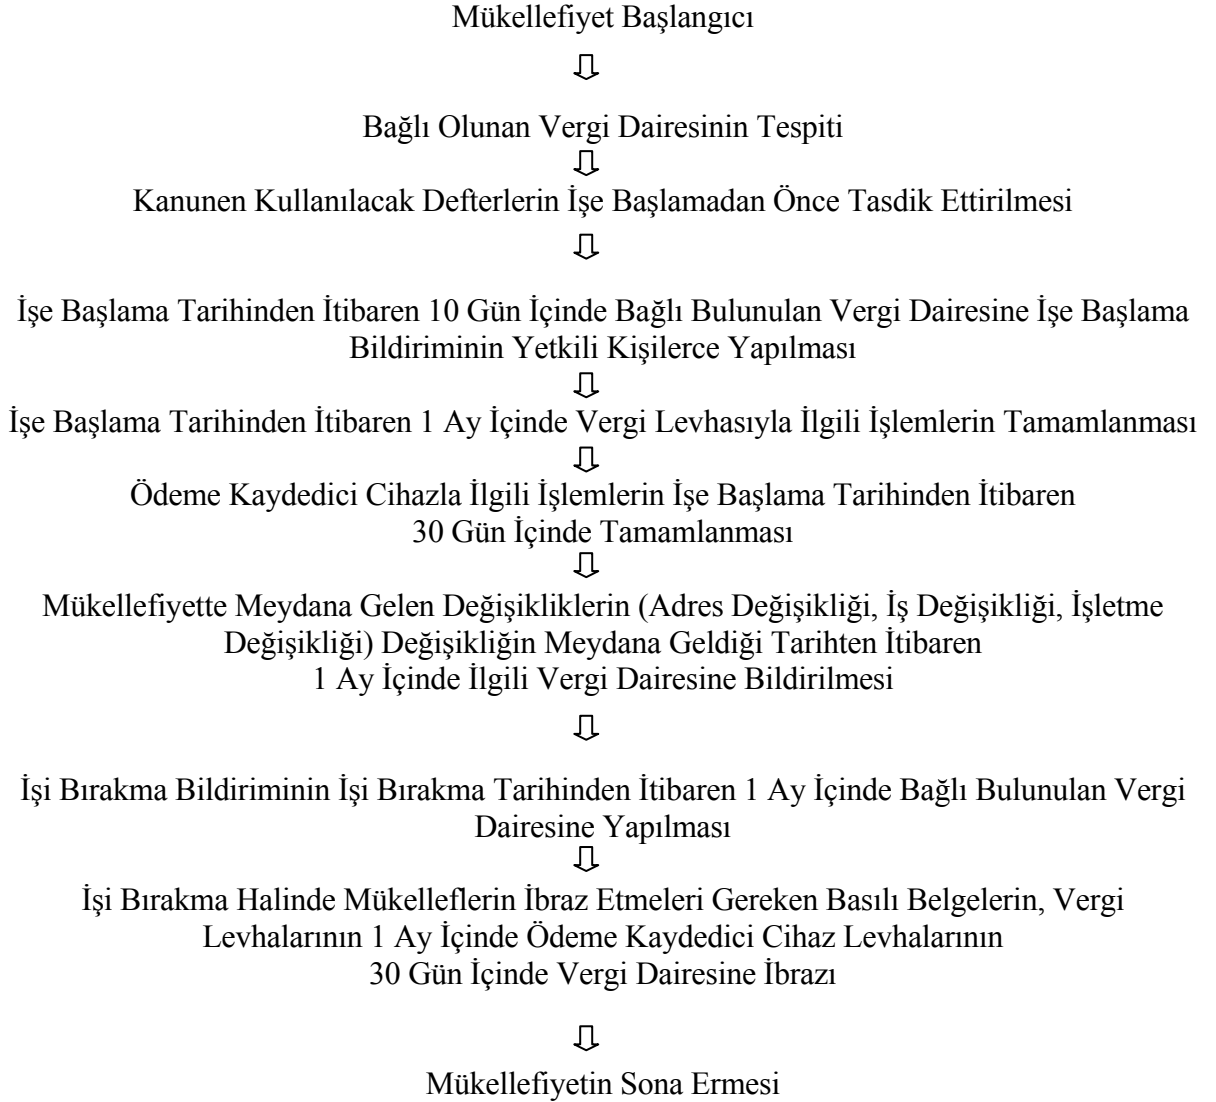 Mükellefiyet Başlangıcı
Bağlı Olunan Vergi Dairesinin Tespiti
Kanunen Kullanılacak Defterlerin İşe Başlamadan Önce Tasdik Ettirilmesi
İşe Başlama Tarihinden İtibaren 10 Gün İçinde Bağlı Bulunulan Vergi Dairesine İşe Başlama
Bildiriminin Yetkili Kişilerce Yapılması
İşe Başlama Tarihinden İtibaren 1 Ay İçinde Vergi Levhasıyla İlgili İşlemlerin Tamamlanması
Ödeme Kaydedici Cihazla İlgili İşlemlerin İşe Başlama Tarihinden İtibaren
30 Gün İçinde Tamamlanması
Mükellefiyette Meydana Gelen Değişikliklerin (Adres Değişikliği, İş Değişikliği, İşletme
Değişikliği) Değişikliğin Meydana Geldiği Tarihten İtibaren
1 Ay İçinde İlgili Vergi Dairesine Bildirilmesi
İşi Bırakma Bildiriminin İşi Bırakma Tarihinden İtibaren 1 Ay İçinde Bağlı Bulunulan Vergi
Dairesine Yapılması
İşi Bırakma Halinde Mükelleflerin İbraz Etmeleri Gereken Basılı Belgelerin, Vergi
Levhalarının 1 Ay İçinde Ödeme Kaydedici Cihaz Levhalarının
30 Gün İçinde Vergi Dairesine İbrazı
Mükellefiyetin Sona Ermesi